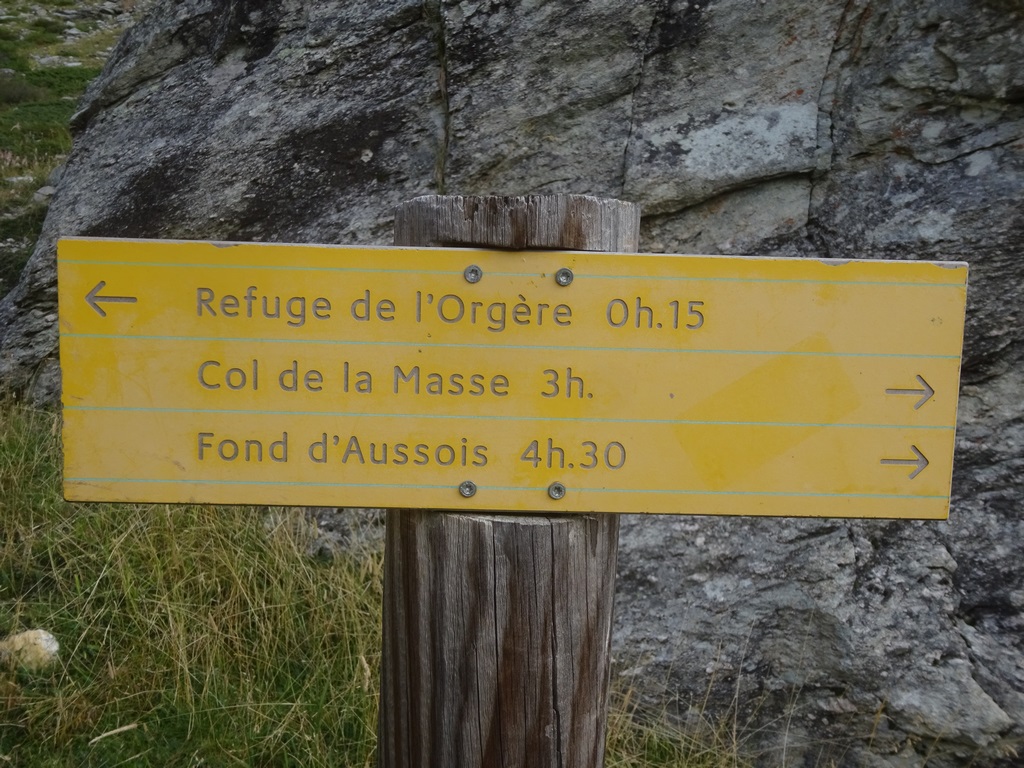 ← Refuge de l'Orgère 0h.15
Col de la Masse 3h. →
Fond d'Aussois 4h.30 →